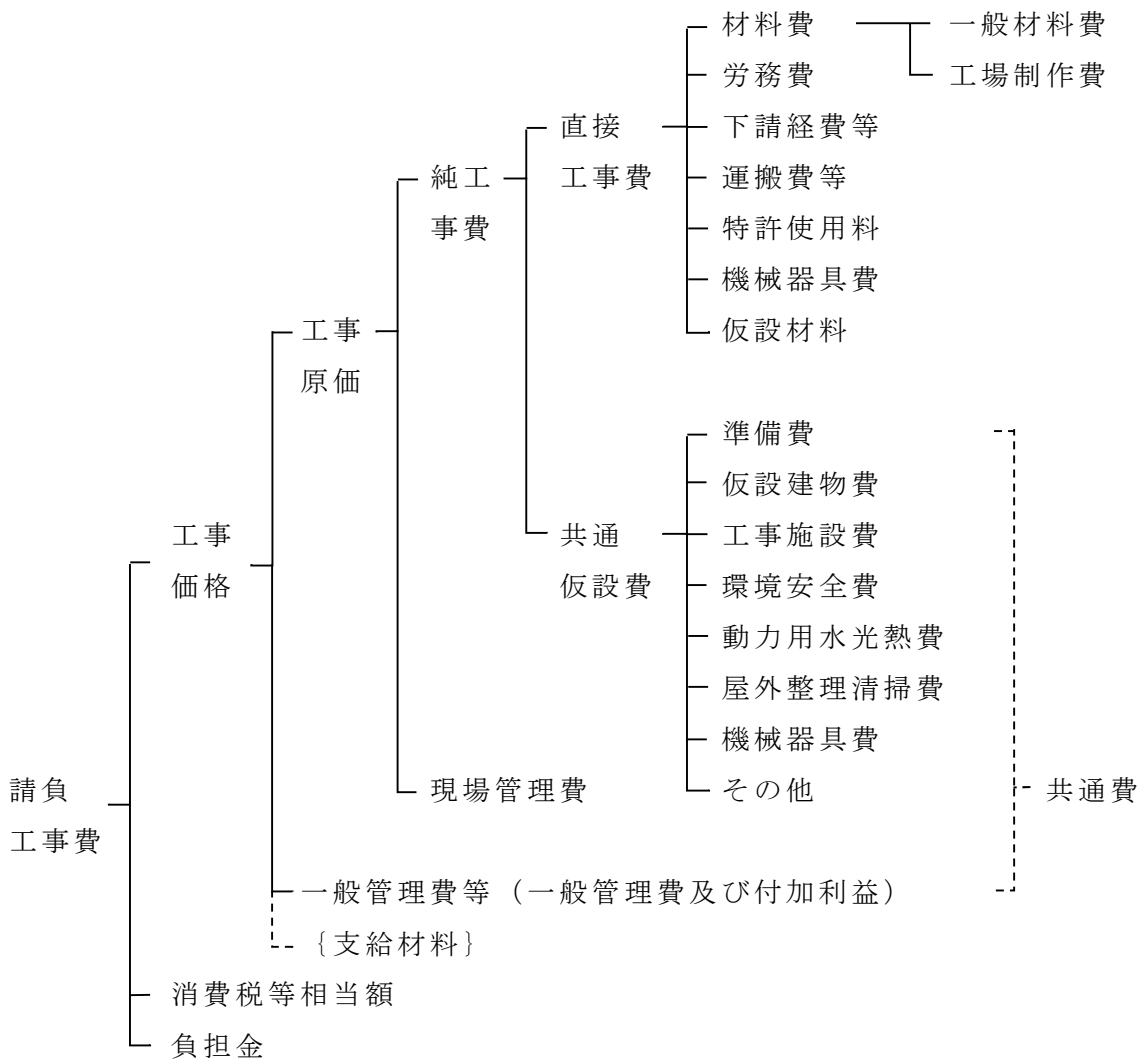 材料費 一般材料費
労務費 工場制作費
直接 下請経費等
純工 工事費 運搬費等
事費 特許使用料
機械器具費
工事 仮設材料
原価
準備費
仮設建物費
工事 共通 工事施設費
価格 仮設費 環境安全費
動力用水光熱費
屋外整理清掃費
機械器具費
請負 現場管理費 その他 共通費
工事費
一般管理費等（一般管理費及び付加利益）
｛支給材料｝
消費税等相当額
負担金